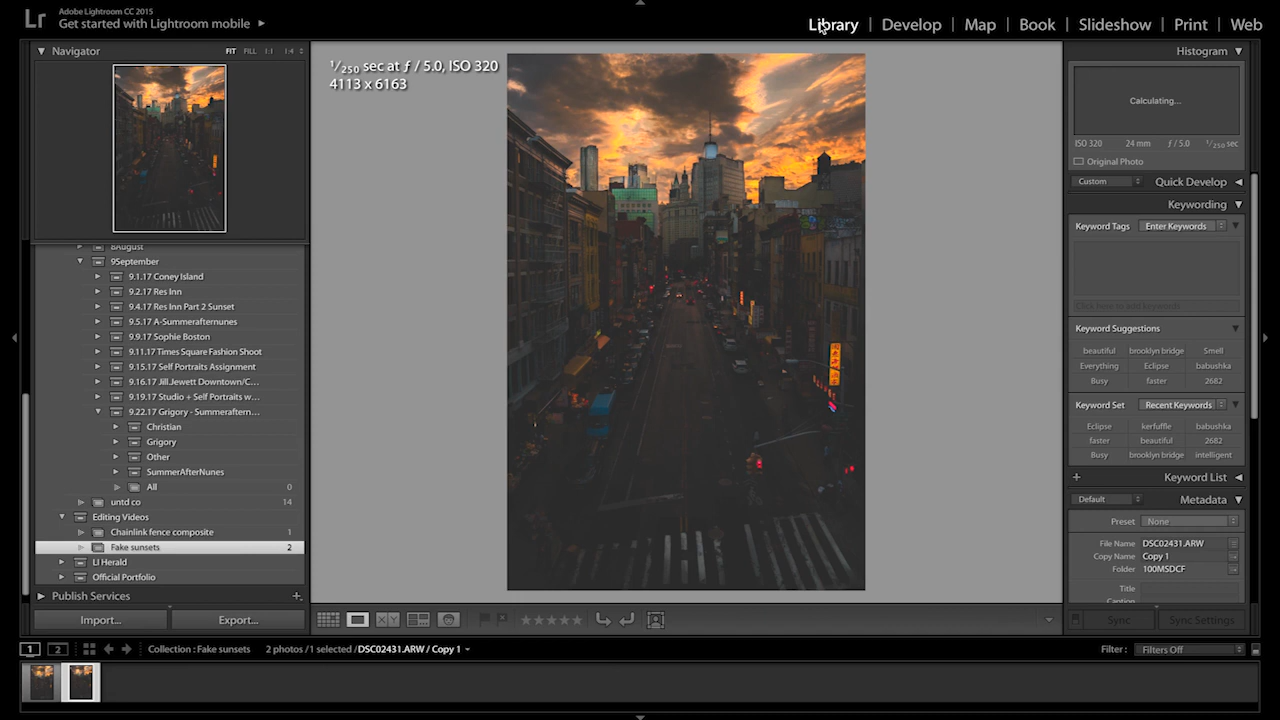 Lr
Adobe Lightroom CC 2015
Get started with Lightroom mobile
Library | Develop | Map | Book | Slideshow | Print | Web
Navigator FIT FILL 1:1 1:4
1/250 sec at ƒ / 5.0, ISO 320
4113 x 6163
8August
9September
9.1.17 Coney Island
9.2.17 Res Inn
9.4.17 Res Inn Part 2 Sunset
9.5.17 A-Summerafternunes
9.9.17 Sophie Boston
9.11.17 Times Square Fashion Shoot
9.15.17 Self Portraits Assignment
9.16.17 Jill.Jewett Downtown/C...
9.19.17 Studio + Self Portraits w...
9.22.17 Grigory - Summeraftern...
Christian
Grigory
Other
SummerAfterNunes
All 0
untd co 14
Editing Videos
Chainlink fence composite 1
Fake sunsets 2
LI Herald
Official Portfolio
Publish Services +
Import... Export...
Histogram
Calculating...
ISO 320 24 mm ƒ / 5.0 1/250 sec
Original Photo
Custom Quick Develop
Keywording
Keyword Tags Enter Keywords
Click here to add keywords
Keyword Suggestions
beautiful brooklyn bridge Smell
Everything Eclipse babushka
Busy faster 2682
Keyword Set Recent Keywords
Eclipse kerfuffle babushka
faster beautiful 2682
Busy brooklyn bridge intelligent
+ Keyword List
Default Metadata
Preset None
File Name DSC02431.ARW
Copy Name Copy 1
Folder 100MSDCF
Title
Caption
Sync Sync Settings
X Y
1 2 Collection : Fake sunsets 2 photos / 1 selected / DSC02431.ARW / Copy 1 Filter : Filters Off